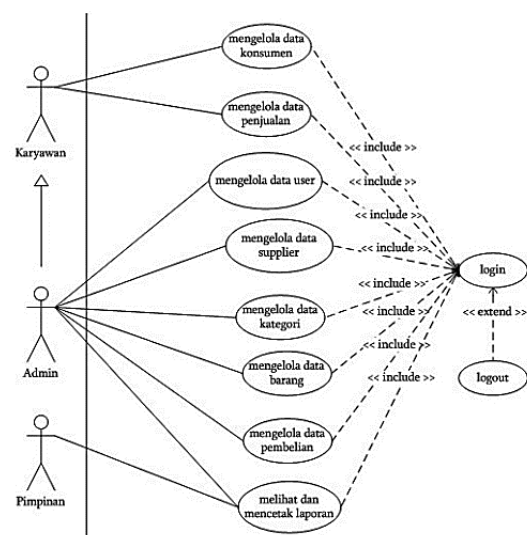 mengelola data
konsumen
mengelola data
penjualan
Karyawan
<< include >>
<< include >>
mengelola data user
<< include >>
mengelola data
supplier
<< include >>
login
mengelola data
kategori
<< include >>
<< extend >>
Admin
mengelola data
barang
<< include >>
<< include >>
logout
mengelola data
pembelian
<< include >>
Pimpinan
melihat dan
mencetak laporan